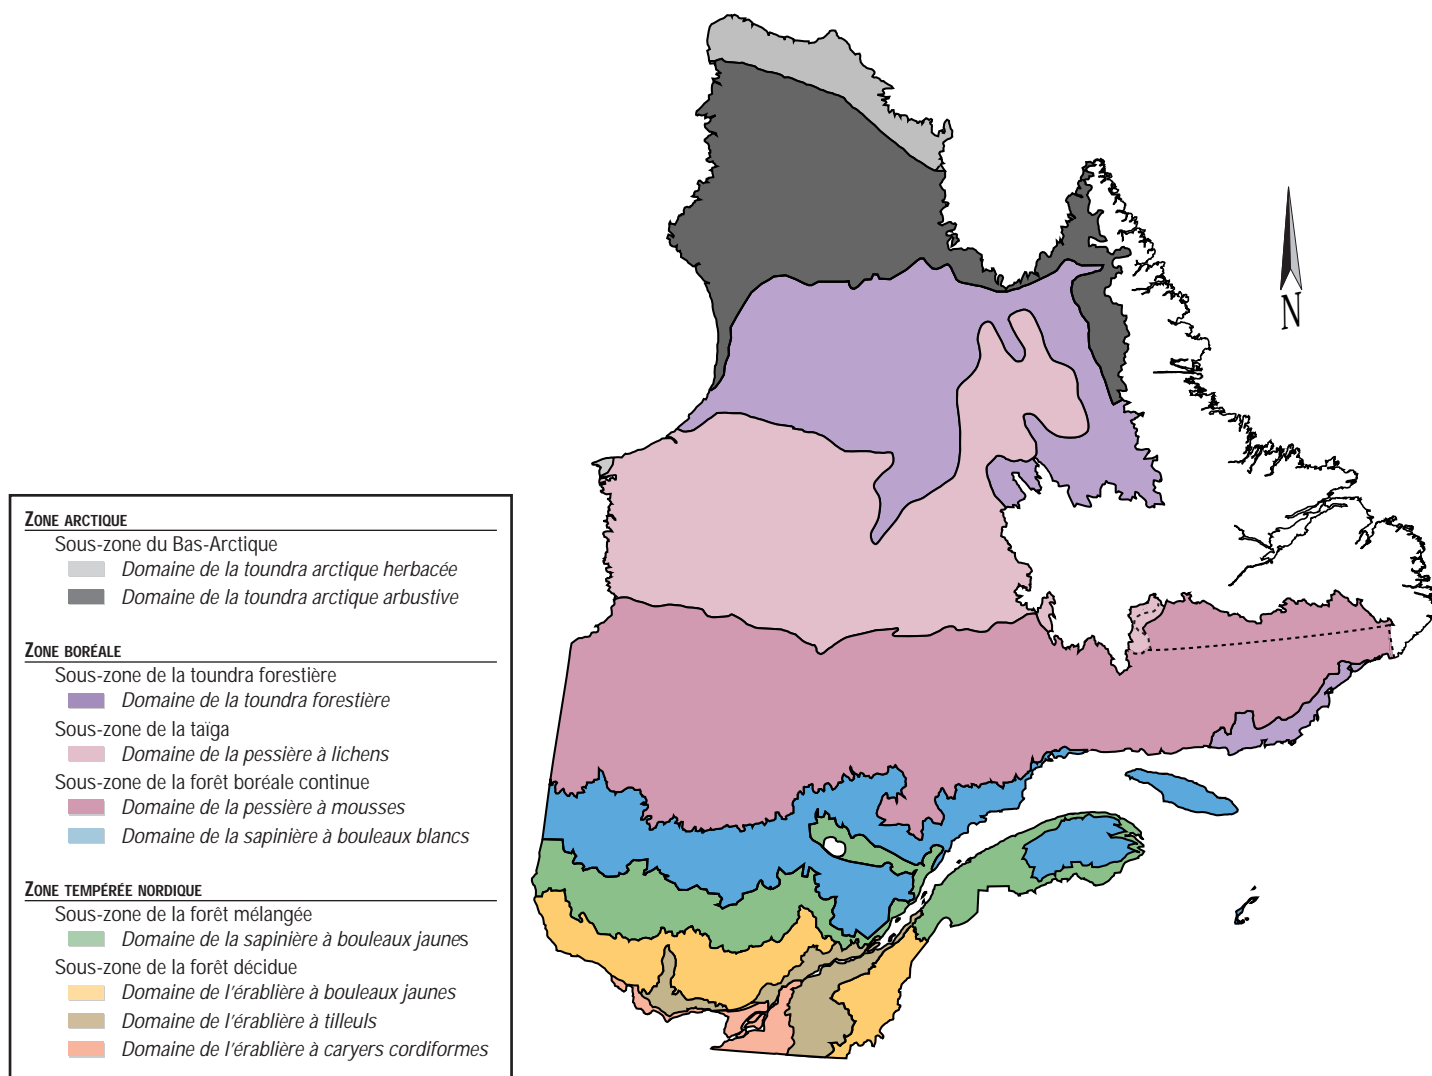 N
ZONE ARCTIQUE
Sous-zone du Bas-Arctique
Domaine de la toundra arctique herbacée
Domaine de la toundra arctique arbustive
ZONE BORÉALE
Sous-zone de la toundra forestière
Domaine de la toundra forestière
Sous-zone de la taïga
Domaine de la pessière à lichens
Sous-zone de la forêt boréale continue
Domaine de la pessière à mousses
Domaine de la sapinière à bouleaux blancs
ZONE TEMPÉRÉE NORDIQUE
Sous-zone de la forêt mélangée
Domaine de la sapinière à bouleaux jaunes
Sous-zone de la forêt décidue
Domaine de l'érablière à bouleaux jaunes
Domaine de l'érablière à tilleuls
Domaine de l'érablière à caryers cordiformes